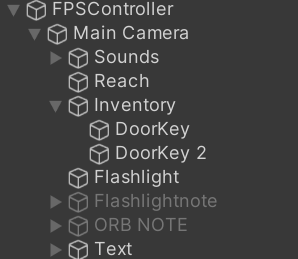 FPSController
Main Camera
Sounds
Reach
Inventory
DoorKey
DoorKey 2
Flashlight
Flashlightnote
ORB NOTE
Text